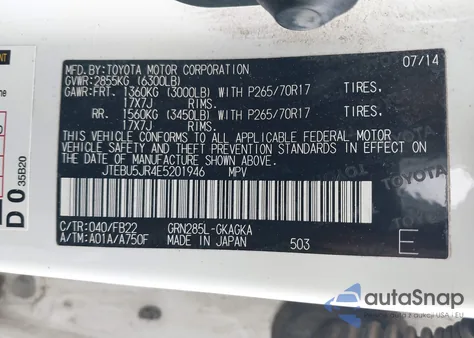 MFD.BY:TOYOTA MOTOR CORPORATION 07/14
GVWR:2855KG (6300LB)
GAWR:FRT. 1360KG (3000LB) WITH P265/70R17 TIRES.
17X7J RIMS.
RR. 1560KG (3450LB) WITH P265/70R17 TIRES.
17X7J RIMS.
THIS VEHICLE CONFORMS TO ALL APPLICABLE FEDERAL MOTOR
VEHICLE SAFETY AND THEFT PREVENTION STANDARDS IN EFFECT
ON THE DATE OF MANUFACTURE SHOWN ABOVE.
JTEBU5JR4E5201946 MPV
C/TR:040/FB22 GRN285L-GKAGKA
A/TM:A01A/A750F MADE IN JAPAN 503
E
D 0
35B20
autoSnap